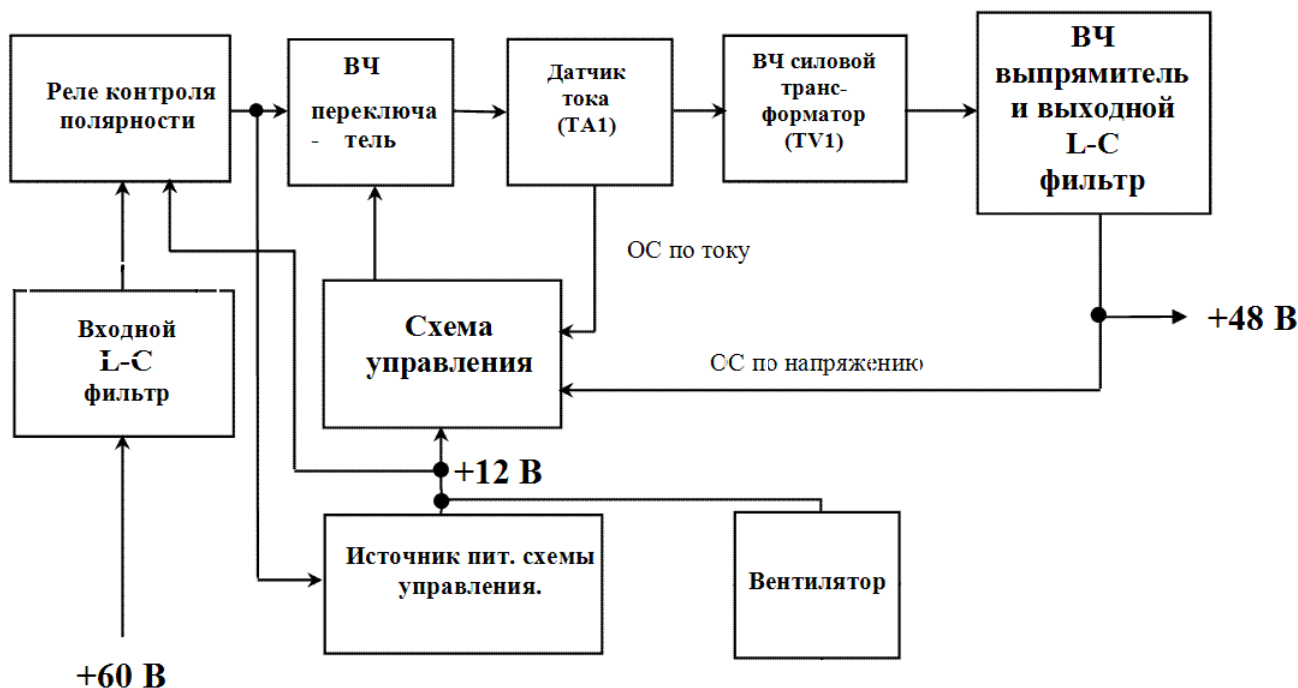 Реле контроля
полярности
ВЧ
переключа
- тель
Датчик
тока
(ТА1)
ВЧ силовой
транс-
форматор
(TV1)
ВЧ
выпрямитель
и выходной
L-C
фильтр
ОС по току
Входной
L-C
фильтр
Схема
управления
+48 В
ОС по напряжению
+12 В
Источник пит. схемы
управления.
Вентилятор
+60 В